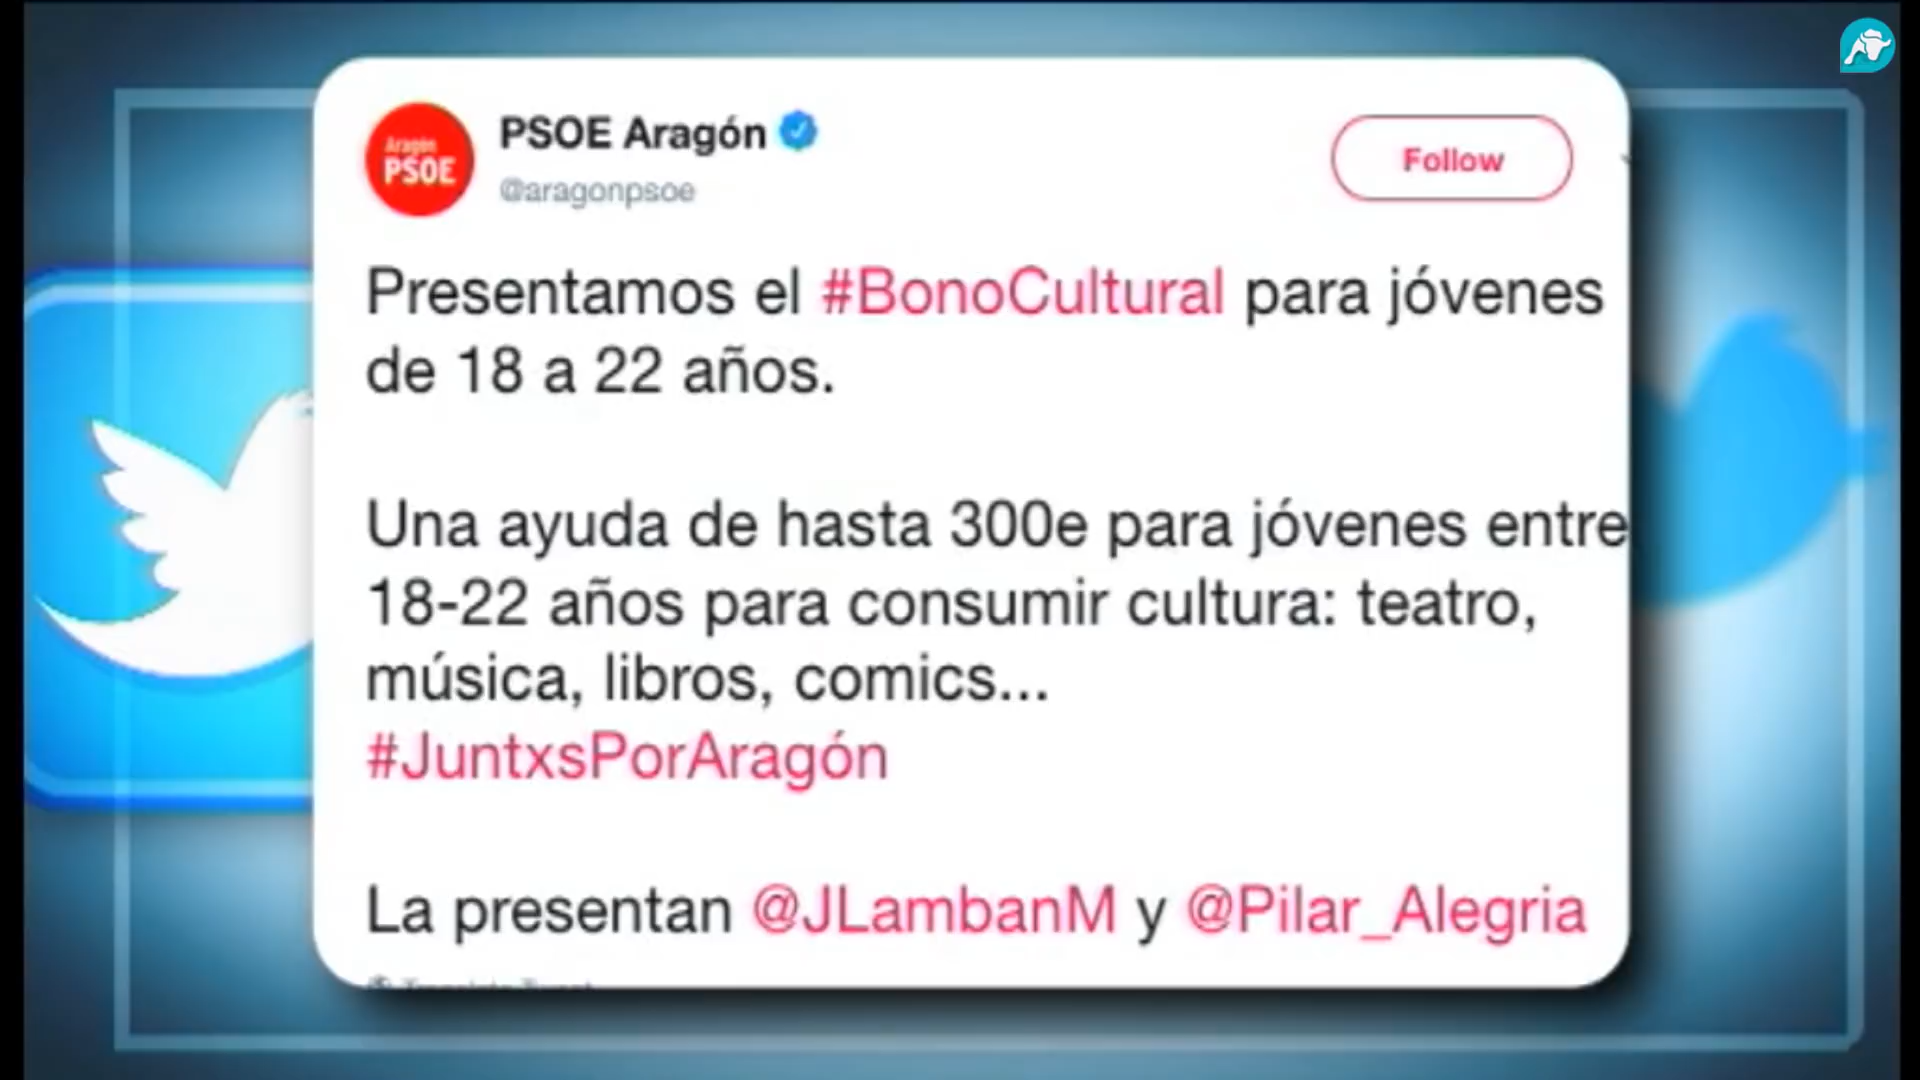 Aragón
PSOE
PSOE Aragón
@aragonpsoe
Follow
Presentamos el #BonoCultural para jóvenes
de 18 a 22 años.
Una ayuda de hasta 300e para jóvenes entre
18-22 años para consumir cultura: teatro,
música, libros, comics...
#JuntxsPorAragón
La presentan @JLambanM y @Pilar_Alegria